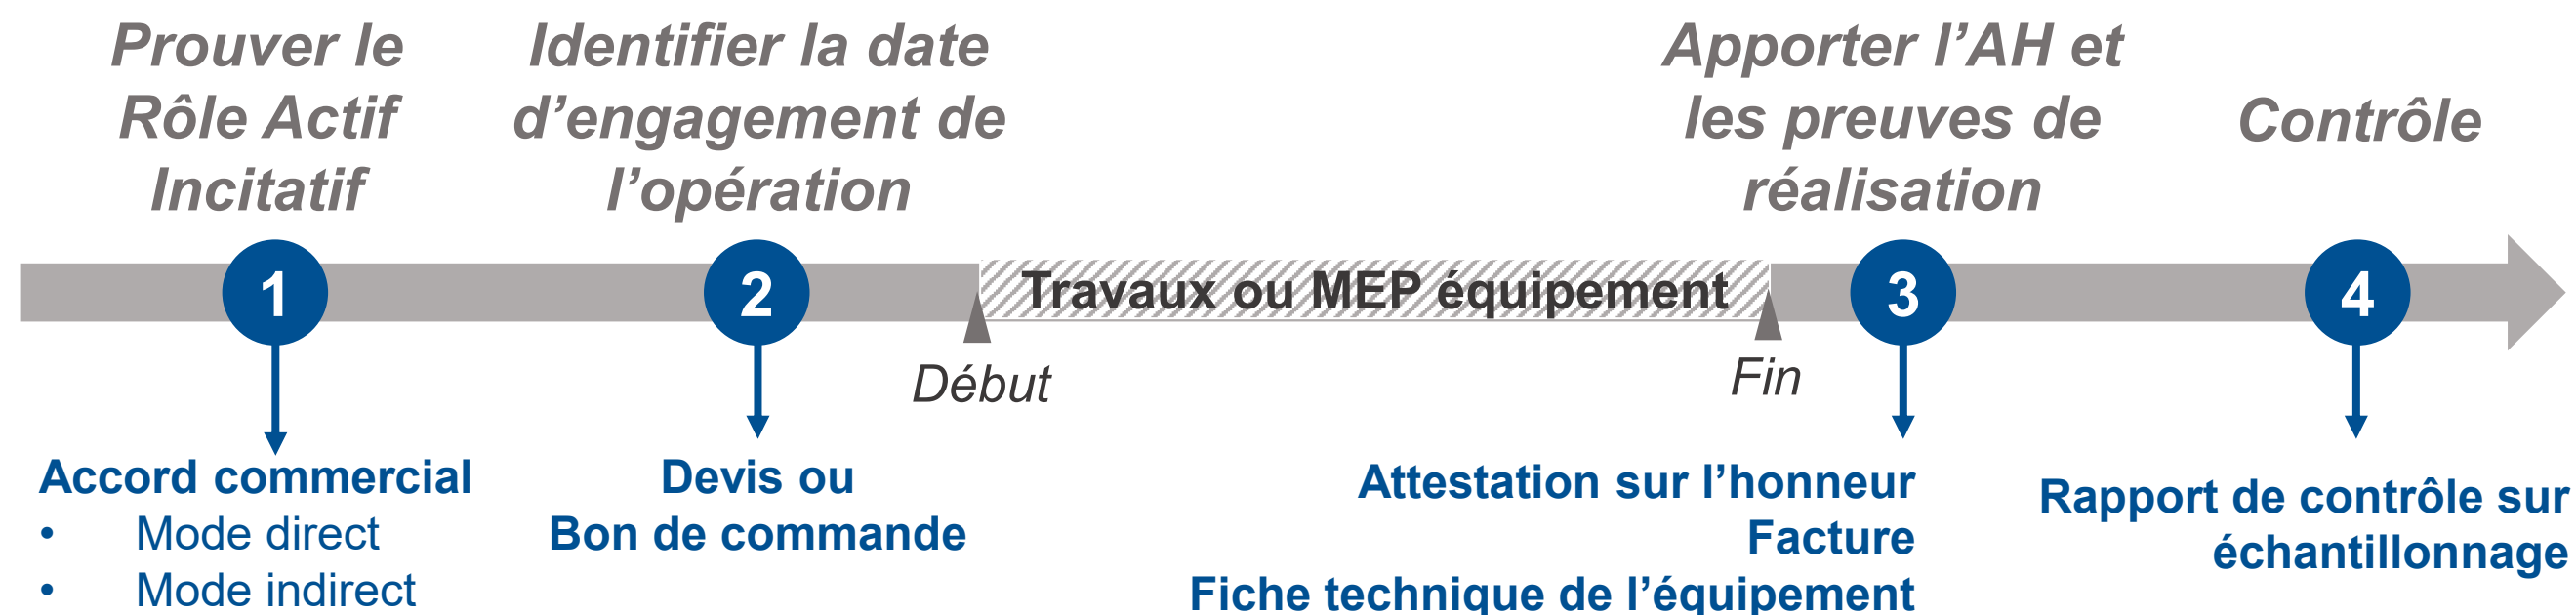 Prouver le
Rôle Actif
Incitatif
Identifier la date
d’engagement de
l’opération
Apporter l’AH et
les preuves de
réalisation
Contrôle
1
2
Travaux ou MEP équipement
3
4
Début
Fin
Accord commercial
• Mode direct
• Mode indirect
Devis ou
Bon de commande
Attestation sur l’honneur
Facture
Fiche technique de l’équipement
Rapport de contrôle sur
échantillonnage